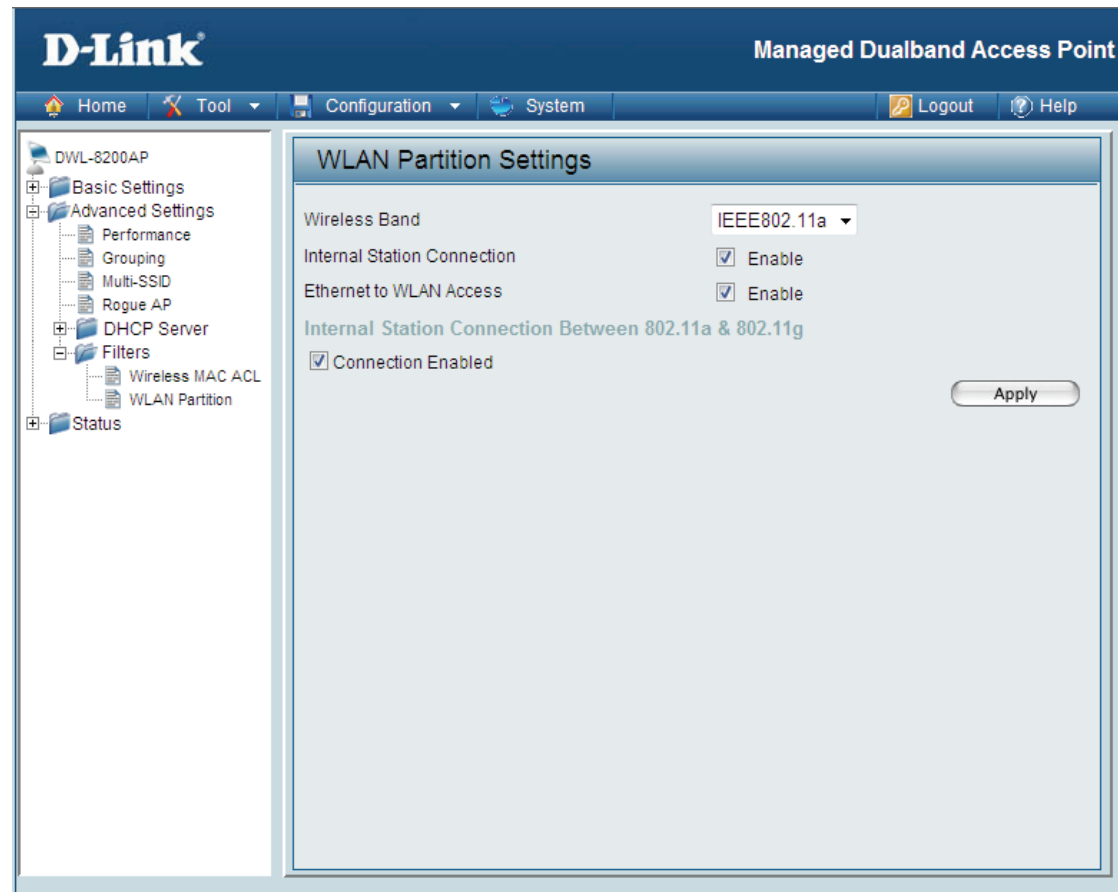 D-Link
Managed Dualband Access Point
Home Tool Configuration System Logout Help
DWL-8200AP
Basic Settings
Advanced Settings
Performance
Grouping
Multi-SSID
Rogue AP
DHCP Server
Filters
Wireless MAC ACL
WLAN Partition
Status
WLAN Partition Settings
Wireless Band IEEE802.11a
Internal Station Connection Enable
Ethernet to WLAN Access Enable
Internal Station Connection Between 802.11a & 802.11g
Connection Enabled
Apply